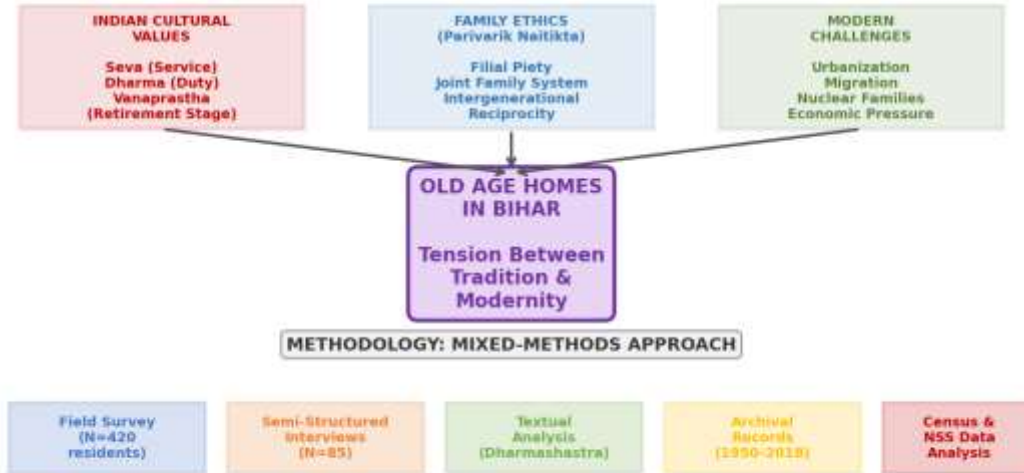 INDIAN CULTURAL
VALUES
Seva (Service)
Dharma (Duty)
Vanaprastha
(Retirement Stage)
FAMILY ETHICS
(Parivarik Naitikta)
Filial Piety
Joint Family System
Intergenerational
Reciprocity
MODERN
CHALLENGES
Urbanization
Migration
Nuclear Families
Economic Pressure
OLD AGE HOMES
IN BIHAR
Tension Between
Tradition &
Modernity
METHODOLOGY: MIXED-METHODS APPROACH
Field Survey
(N=420
residents)
Semi-Structured
Interviews
(N=85)
Textual
Analysis
(Dharmashastra)
Archival
Records
(1950-2018)
Census &
NSS Data
Analysis